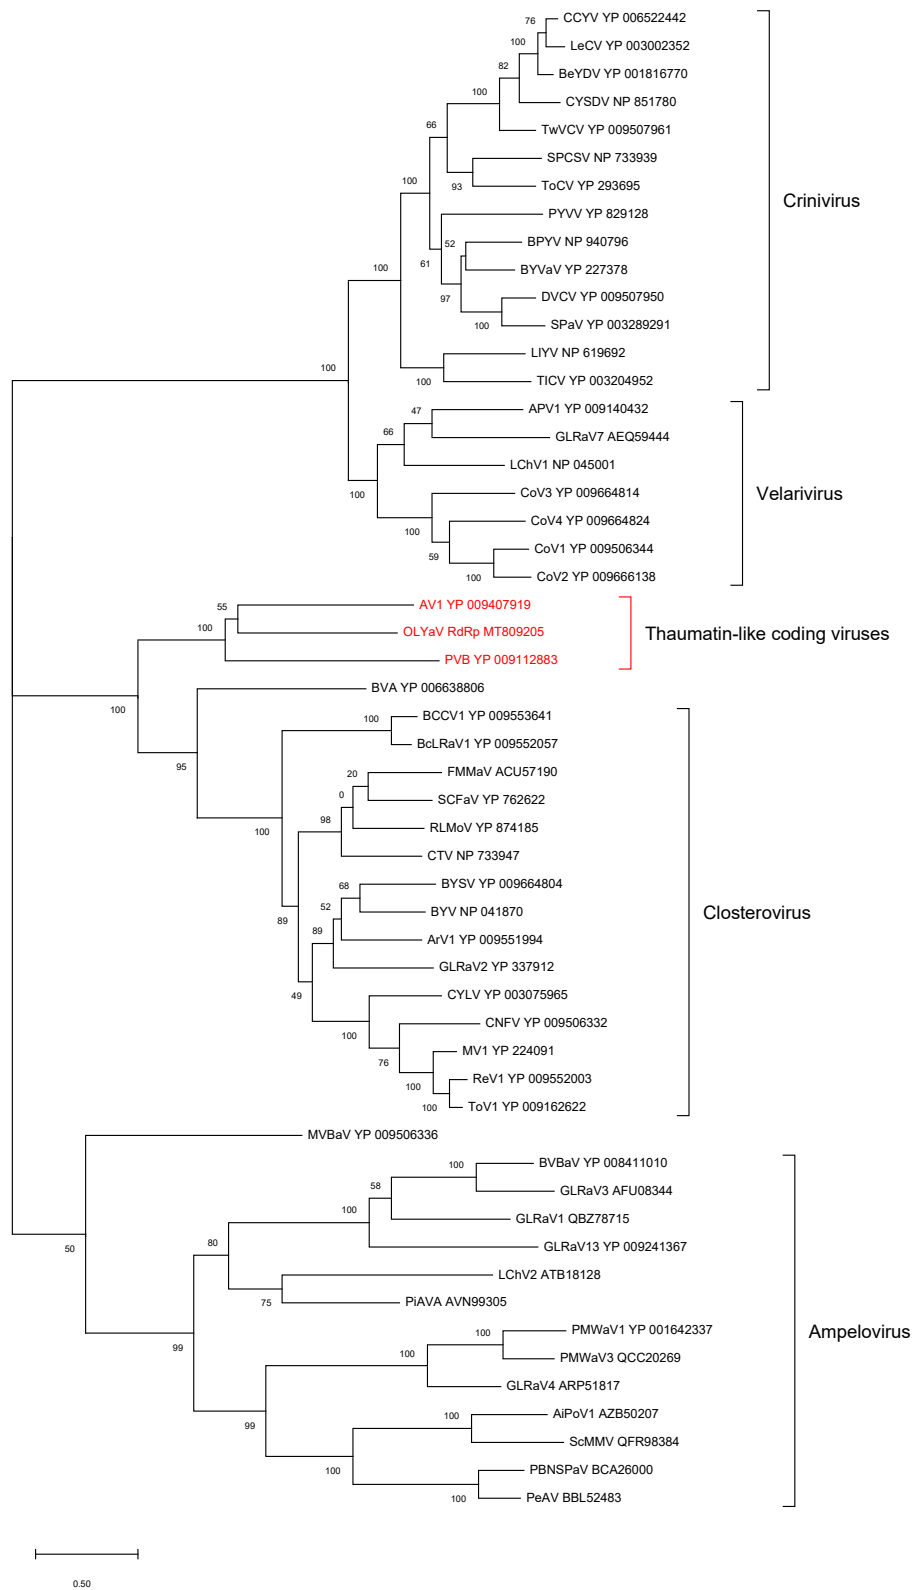 CCYV YP 006522442
76
LeCV YP 003002352
100
BeYDV YP 001816770
82
CYSDV NP 851780
100
TwVCV YP 009507961
66
SPCSV NP 733939
93
ToCV YP 293695
100
Crinivirus
PYVV YP 829128
52
BPYV NP 940796
61
BYVaV YP 227378
100
97
DVCV YP 009507950
100
SPaV YP 003289291
LIYV NP 619692
100
100
TICV YP 003204952
47
APV1 YP 009140432
66
GLRaV7 AEQ59444
LChV1 NP 045001
100
Velarivirus
CoV3 YP 009664814
100
CoV4 YP 009664824
59
CoV1 YP 009506344
100
CoV2 YP 009666138
55
AV1 YP 009407919
100
OLYaV RdRp MT809205
Thaumatin-like coding viruses
PVB YP 009112883
BVA YP 006638806
100
100
BCCV1 YP 009553641
95
BcLRaV1 YP 009552057
20
FMMaV ACU57190
0
SCFaV YP 762622
98
RLMoV YP 874185
100
CTV NP 733947
68
BYSV YP 009664804
52
BYV NP 041870
Closterovirus
89
89
ArV1 YP 009551994
GLRaV2 YP 337912
49
CYLV YP 003075965
100
CNFV YP 009506332
76
MV1 YP 224091
100
ReV1 YP 009552003
100
ToV1 YP 009162622
MVBaV YP 009506336
100
BVBaV YP 008411010
58
GLRaV3 AFU08344
100
GLRaV1 QBZ78715
80
50
GLRaV13 YP 009241367
LChV2 ATB18128
75
PiAVA AVN99305
100
PMWaV1 YP 001642337
Ampelovirus
99
100
PMWaV3 QCC20269
GLRaV4 ARP51817
99
100
AiPoV1 AZB50207
ScMMV QFR98384
100
PBNSPaV BCA26000
100
PeAV BBL52483
0.50